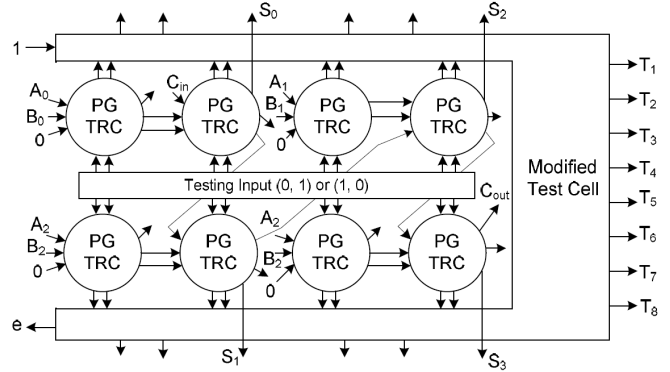 S0 S2
1
T1
T2
T3
T4
T5
T6
T7
T8
A0
B0
0
PG
TRC
Cin
PG
TRC
A1
B1
0
PG
TRC
PG
TRC
Modified
Test Cell
Testing Input (0, 1) or (1, 0)
A2
B2
0
PG
TRC
PG
TRC
A2
B2
0
PG
TRC
PG
TRC
Cout
e
S1 S3